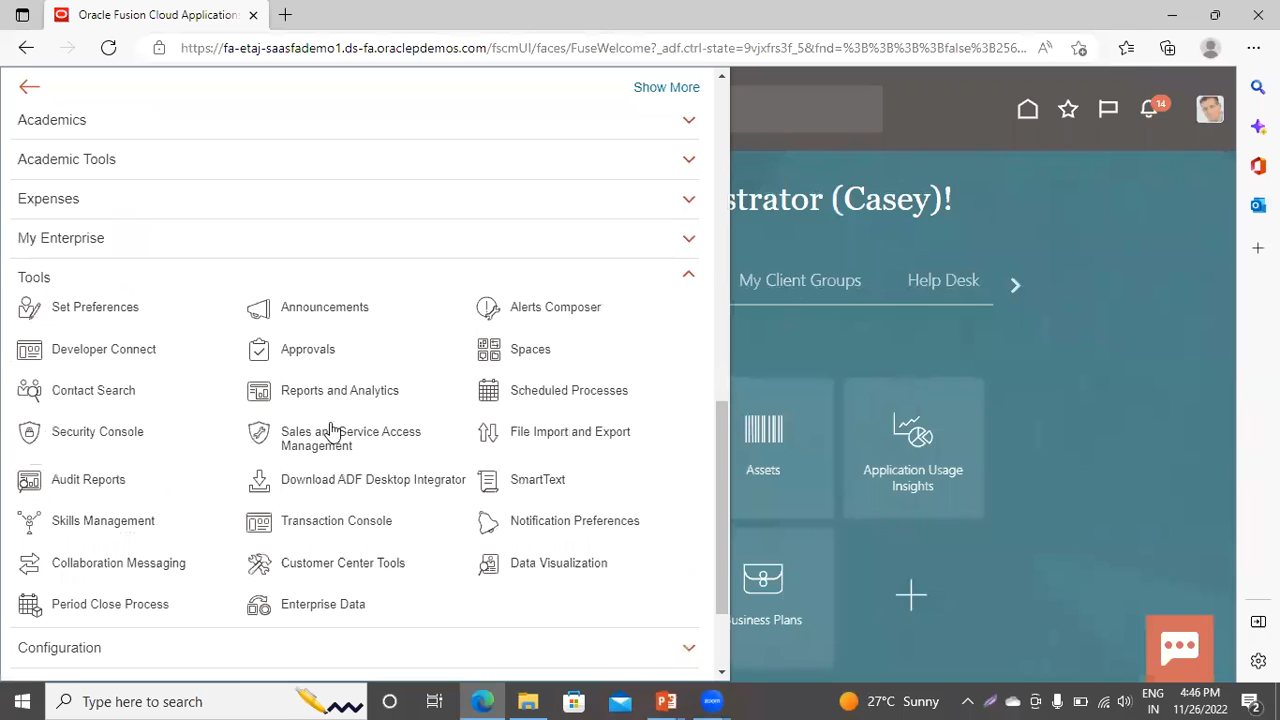 Oracle Fusion Cloud Application
https://fa-etaj-saasfademo1.ds-fa.oraclepdemos.com/fscmUI/faces/FuseWelcome?_adf.ctrl-state=9vjxfrs3f_5&fnd=%3B%3B%3B%3Bfalse%3B256...
Show More
14
Academics
Academic Tools
Expenses
strator (Casey)!
My Enterprise
Tools
My Client Groups
Help Desk
Set Preferences
Announcements
Alerts Composer
Developer Connect
Approvals
Spaces
Contact Search
Reports and Analytics
Scheduled Processes
Security Console
Sales and Service Access
Management
File Import and Export
Assets
Application Usage
Insights
Audit Reports
Download ADF Desktop Integrator
SmartText
Skills Management
Transaction Console
Notification Preferences
Collaboration Messaging
Customer Center Tools
Data Visualization
Period Close Process
Enterprise Data
usiness Plans
Configuration
Type here to search
zoom
27°C Sunny
ENG
IN
4:46 PM
11/26/2022
2